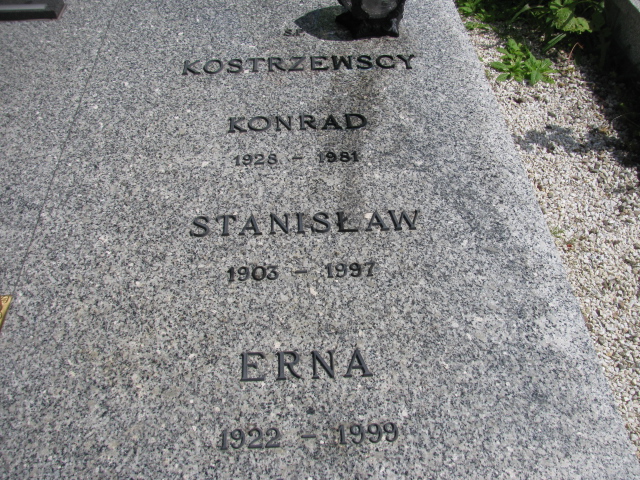 KOSTRZEWSCY
KONRAD
1928 - 1981
STANISŁAW
1903 - 1997
ERNA
1922 - 1999